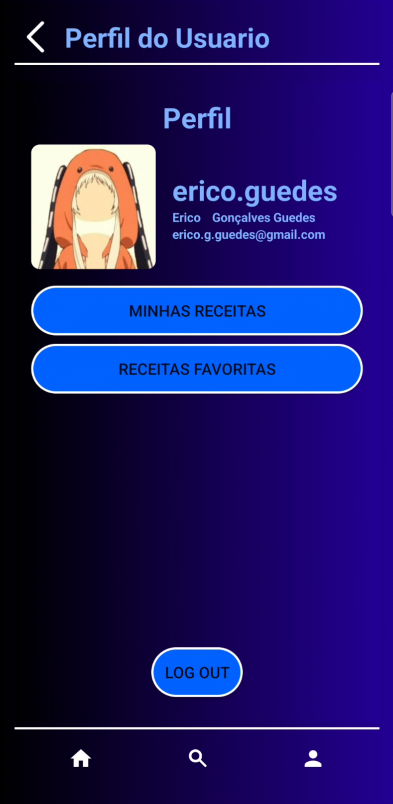 Perfil do Usuario
Perfil
erico.guedes
Erico Gonçalves Guedes
erico.g.guedes@gmail.com
MINHAS RECEITAS
RECEITAS FAVORITAS
LOG OUT